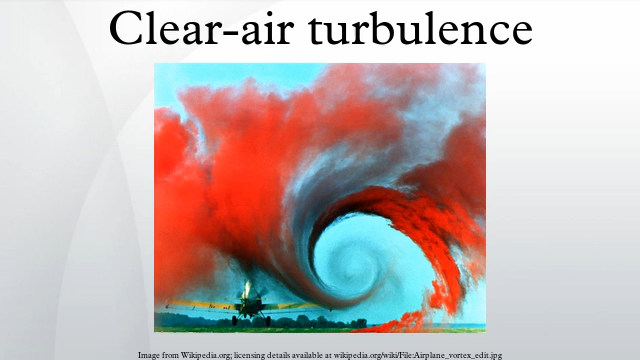 Clear-air turbulence
Image from Wikipedia.org; licensing details available at wikipedia.org/wiki/File:Airplane_vortex_edit.jpg